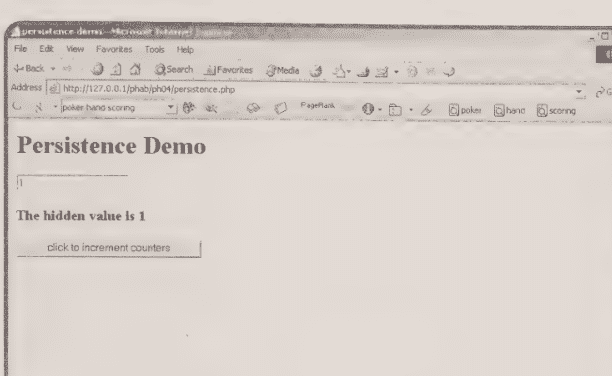 persistence demo - Microsoft Internet
File Edit View Favorites Tools Help
Back Search Favorites Media
Address http://127.0.0.1/phab/ph04/persistence.php
poker hand scoring PageRank poker hand scoring
Persistence Demo
1
The hidden value is 1
click to increment counters